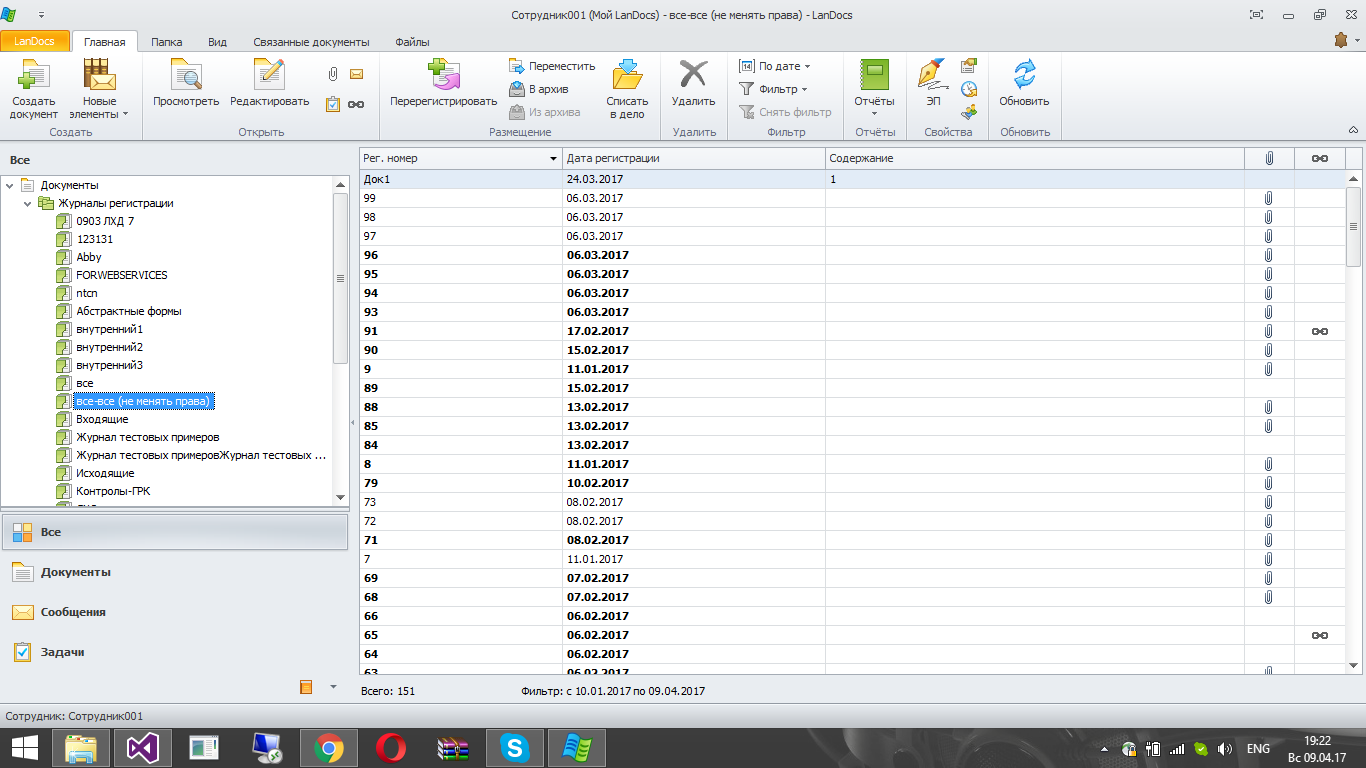 Сотрудник001 (Мой LanDocs) - все-все (не менять права) - LanDocs
LanDocs Главная Папка Вид Связанные документы Файлы
Создать документ
Новые элементы
Создать
Просмотреть
Редактировать
Открыть
Перерегистрировать
Переместить
В архив
Из архива
Списать в дело
Размещение
Удалить
Удалить
14 По дате
Фильтр
Снять фильтр
Фильтр
Отчёты
Отчёты
ЭП
Свойства
Обновить
Обновить
Все
Документы
Журналы регистрации
0903 ЛХД 7
123131
Abby
FORWEBSERVICES
ntcn
Абстрактные формы
внутренний1
внутренний2
внутренний3
все
все-все (не менять права)
Входящие
Журнал тестовых примеров
Журнал тестовых примеровЖурнал тестовых ...
Исходящие
Контролы-ГРК
Все
Документы
Сообщения
Задачи
Рег. номер Дата регистрации Содержание
Док1 24.03.2017 1
99 06.03.2017
98 06.03.2017
97 06.03.2017
96 06.03.2017
95 06.03.2017
94 06.03.2017
93 06.03.2017
91 17.02.2017
90 15.02.2017
9 11.01.2017
89 15.02.2017
88 13.02.2017
85 13.02.2017
84 13.02.2017
8 11.01.2017
79 10.02.2017
73 08.02.2017
72 08.02.2017
71 08.02.2017
7 11.01.2017
69 07.02.2017
68 07.02.2017
66 06.02.2017
65 06.02.2017
64 06.02.2017
63 06.02.2017
Всего: 151 Фильтр: с 10.01.2017 по 09.04.2017
Сотрудник: Сотрудник001
ENG
19:22
Вс 09.04.17